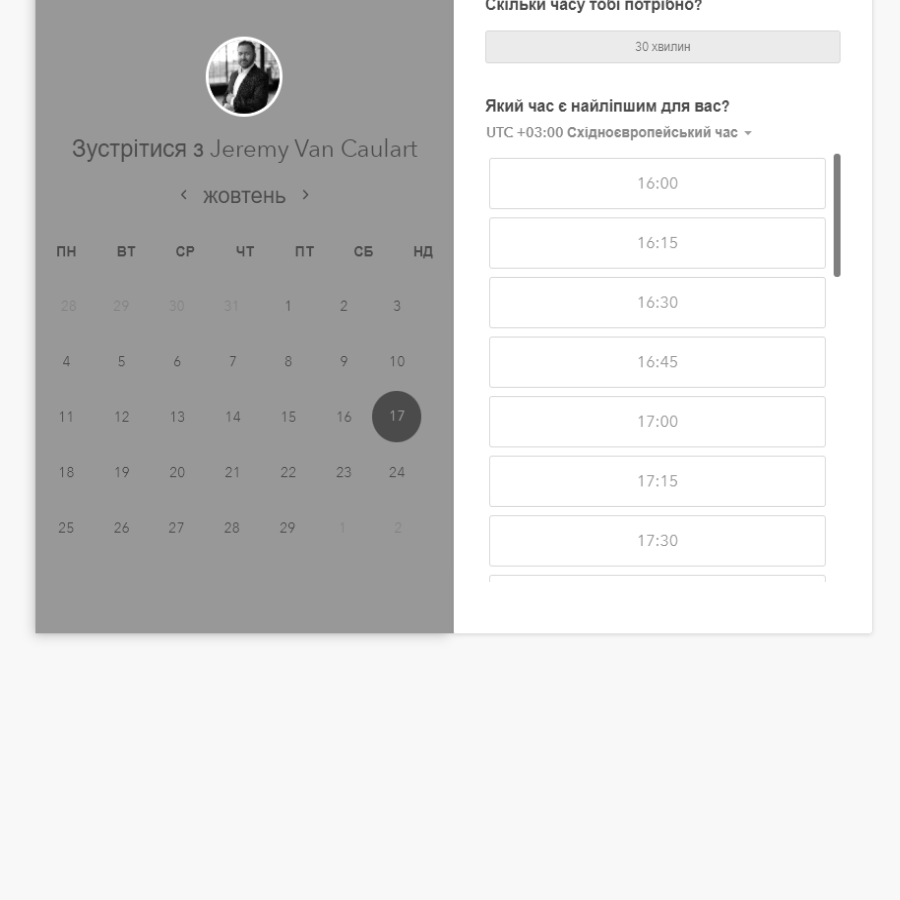 Зустрітися з Jeremy Van Caulart
‹ жовтень ›
ПН ВТ СР ЧТ ПТ СБ НД
28 29 30 31 1 2 3
4 5 6 7 8 9 10
11 12 13 14 15 16 17
18 19 20 21 22 23 24
25 26 27 28 29 1 2
Скільки часу тобі потрібно?
30 хвилин
Який час є найліпшим для вас?
UTC +03:00 Східноєвропейський час
16:00
16:15
16:30
16:45
17:00
17:15
17:30